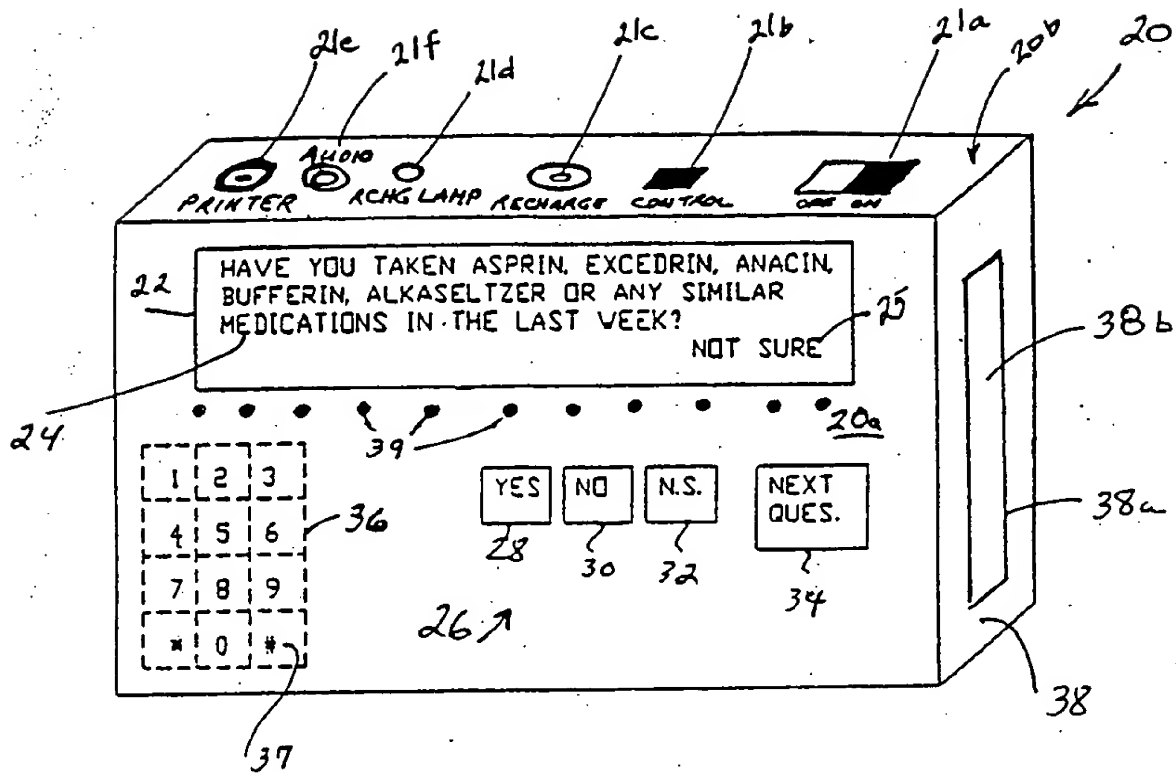 21e 21f 21d 21c 21b 21a 20b 20
AUDIO
PRINTER RCHG LAMP RECHARGE CONTROL OFF ON
22
HAVE YOU TAKEN ASPRIN, EXCEDRIN, ANACIN,
BUFFERIN, ALKASELTZER OR ANY SIMILAR
MEDICATIONS IN THE LAST WEEK?
NOT SURE
25
38b
24 39 20a
1 2 3
4 5 6
7 8 9
* 0 #
36
YES NO N.S. NEXT
QUES.
28 30 32 34
38a
26
38
37